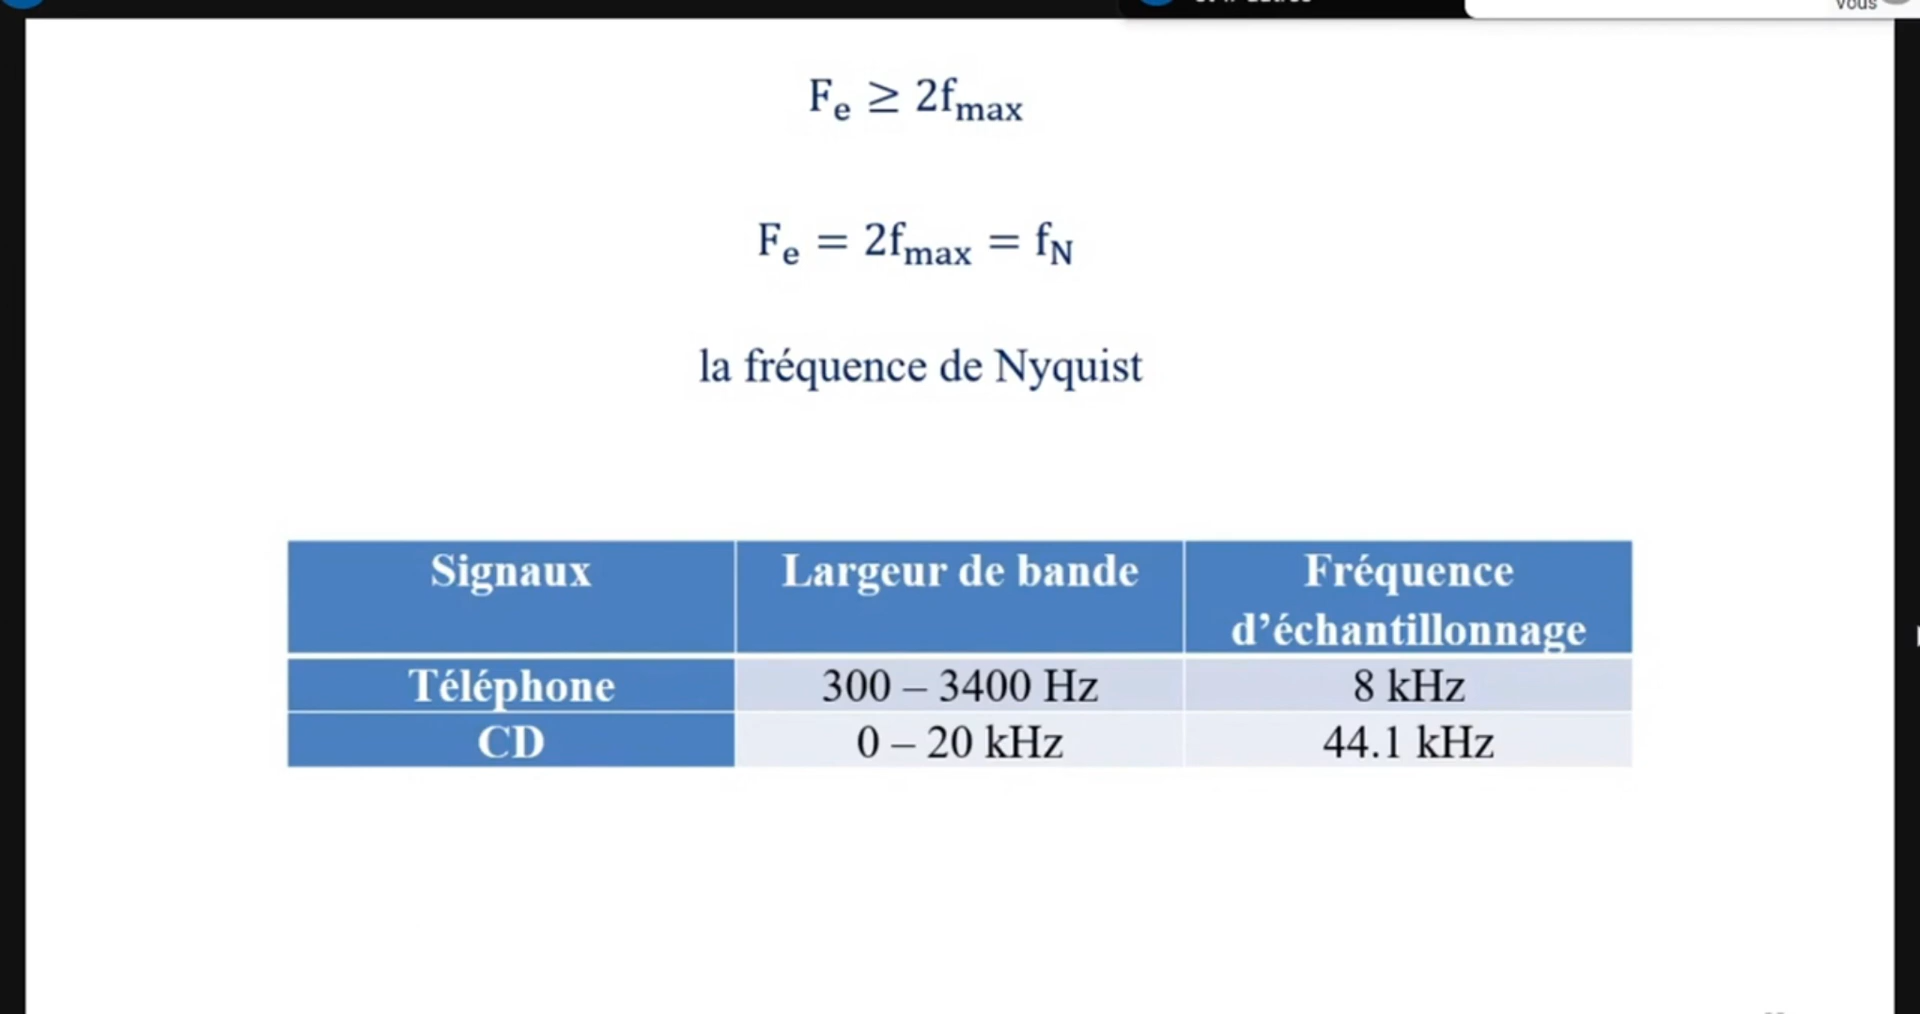 vous
Fₑ ≥ 2fₘₐₓ
Fₑ = 2fₘₐₓ = f_N
la fréquence de Nyquist
Signaux Largeur de bande Fréquence
d’échantillonnage
Téléphone 300 – 3400 Hz 8 kHz
CD 0 – 20 kHz 44.1 kHz